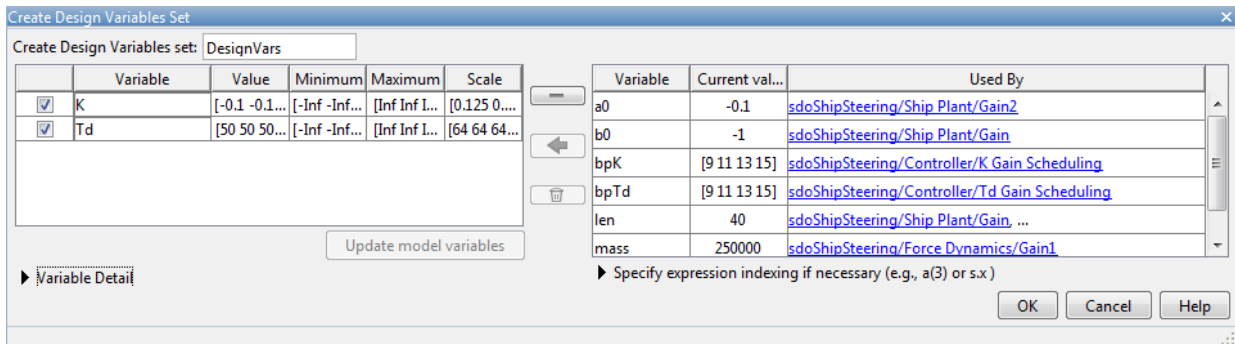 Create Design Variables Set
Create Design Variables set: DesignVars
Variable Value Minimum Maximum Scale
K [-0.1 -0.1... [-Inf -Inf... [Inf Inf I... [0.125 0....
Td [50 50 50... [-Inf -Inf... [Inf Inf I... [64 64 64...
Update model variables
Variable Detail
Variable Current val... Used By
a0 -0.1 sdoShipSteering/Ship Plant/Gain2
b0 -1 sdoShipSteering/Ship Plant/Gain
bpK [9 11 13 15] sdoShipSteering/Controller/K Gain Scheduling
bpTd [9 11 13 15] sdoShipSteering/Controller/Td Gain Scheduling
len 40 sdoShipSteering/Ship Plant/Gain, ...
mass 250000 sdoShipSteering/Force Dynamics/Gain1
Specify expression indexing if necessary (e.g., a(3) or s.x )
OK Cancel Help